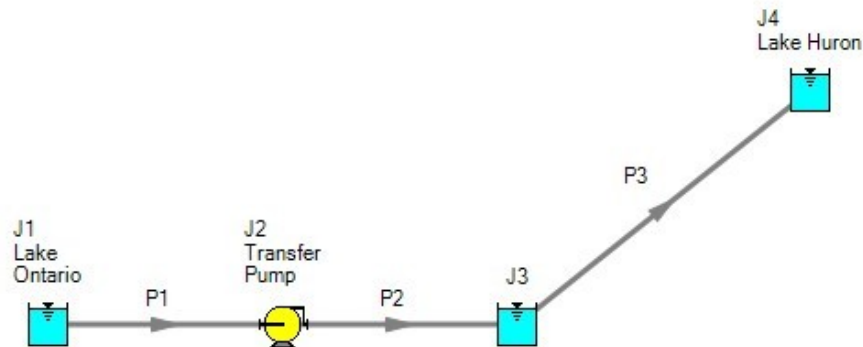 J4
Lake Huron
P3
J1
Lake
Ontario
J2
Transfer
Pump
J3
P1
P2